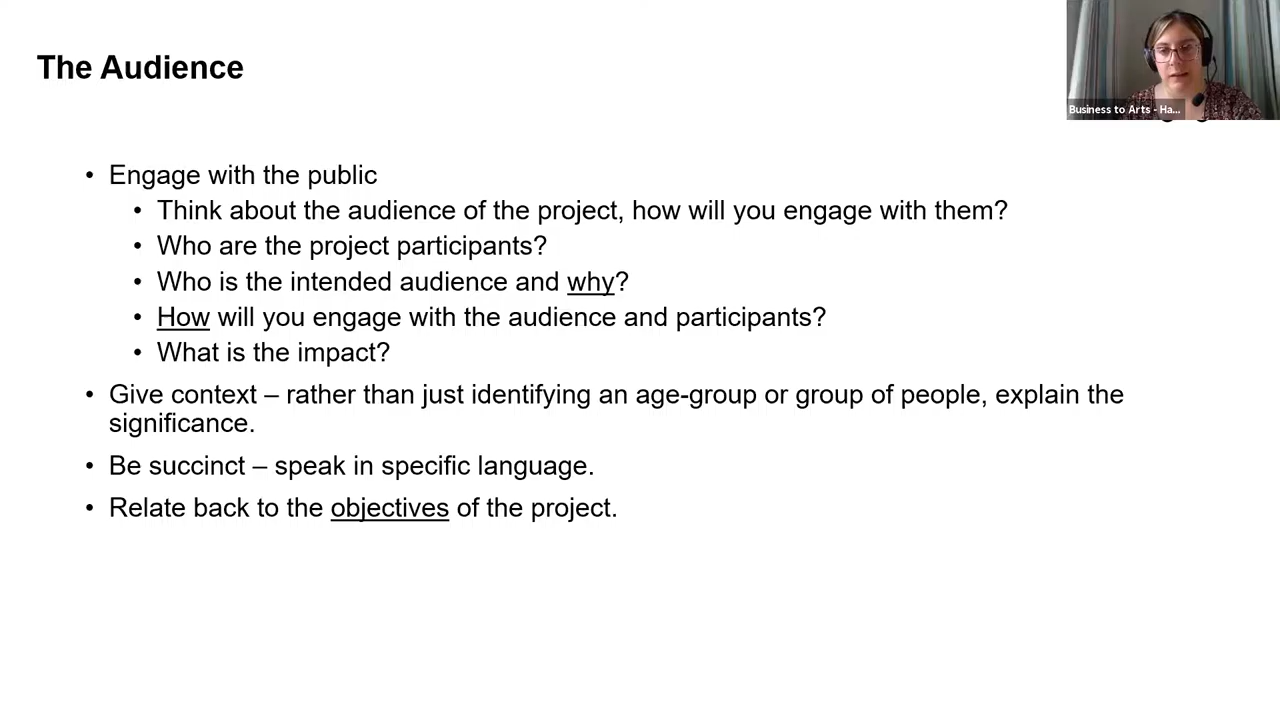 The Audience
Business to Arts - Ha...
• Engage with the public
• Think about the audience of the project, how will you engage with them?
• Who are the project participants?
• Who is the intended audience and why?
• How will you engage with the audience and participants?
• What is the impact?
• Give context – rather than just identifying an age-group or group of people, explain the
significance.
• Be succinct – speak in specific language.
• Relate back to the objectives of the project.